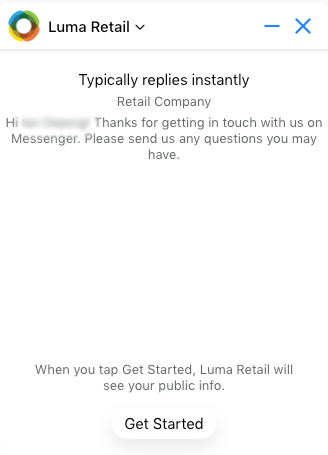 Luma Retail
Typically replies instantly
Retail Company
Hi Thanks for getting in touch with us on
Messenger. Please send us any questions you may
have.
When you tap Get Started, Luma Retail will
see your public info.
Get Started